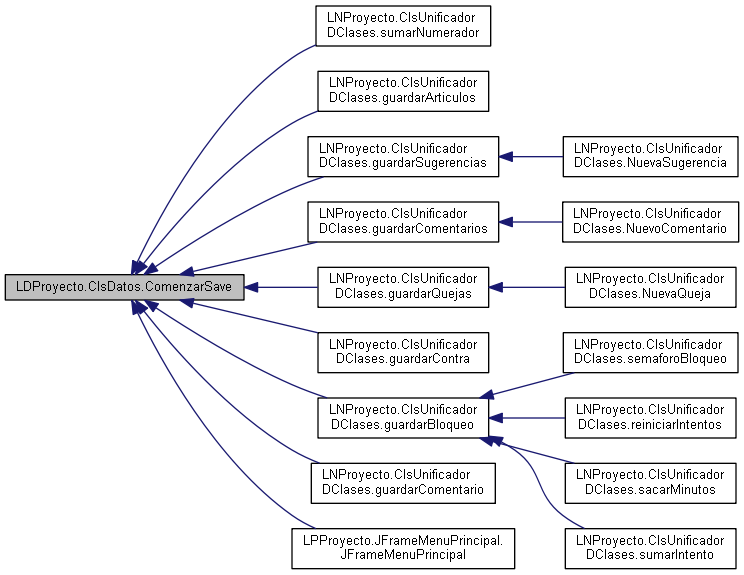 LNProyecto.ClsUnificador
DClases.sumarNumerador
LNProyecto.ClsUnificador
DClases.guardarArticulos
LNProyecto.ClsUnificador
DClases.guardarSugerencias
LNProyecto.ClsUnificador
DClases.NuevaSugerencia
LNProyecto.ClsUnificador
DClases.guardarComentarios
LNProyecto.ClsUnificador
DClases.NuevoComentario
LDProyecto.ClsDatos.ComenzarSave
LNProyecto.ClsUnificador
DClases.guardarQuejas
LNProyecto.ClsUnificador
DClases.NuevaQueja
LNProyecto.ClsUnificador
DClases.guardarContra
LNProyecto.ClsUnificador
DClases.semaforoBloqueo
LNProyecto.ClsUnificador
DClases.guardarBloqueo
LNProyecto.ClsUnificador
DClases.reiniciarIntentos
LNProyecto.ClsUnificador
DClases.guardarComentario
LNProyecto.ClsUnificador
DClases.sacarMinutos
LPProyecto.JFrameMenuPrincipal.
JFrameMenuPrincipal
LNProyecto.ClsUnificador
DClases.sumarIntento